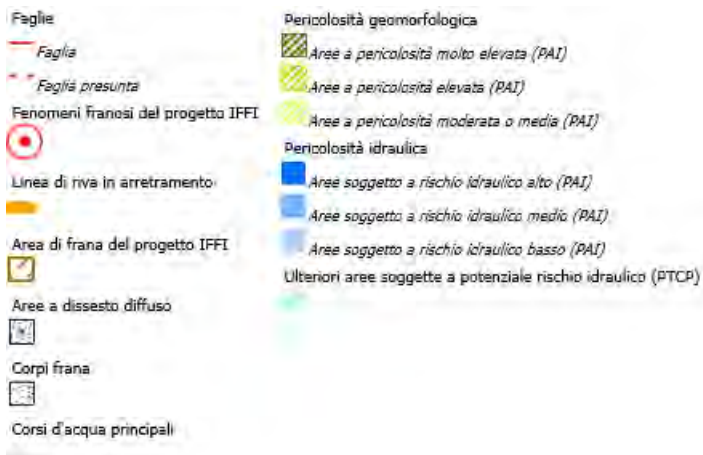 Faglie
Faglia
Faglia presunta
Fenomeni franosi del progetto IFFI
Linea di riva in arretramento
Area di frana del progetto IFFI
Aree a dissesto diffuso
Corpi frana
Corsi d'acqua principali
Pericolosità geomorfologica
Aree a pericolosità molto elevata (PAI)
Aree a pericolosità elevata (PAI)
Aree a pericolosità moderata o media (PAI)
Pericolosità idraulica
Aree soggetto a rischio idraulico alto (PAI)
Aree soggetto a rischio idraulico medio (PAI)
Aree soggetto a rischio idraulico basso (PAI)
Ulteriori aree soggette a potenziale rischio idraulico (PTCP)